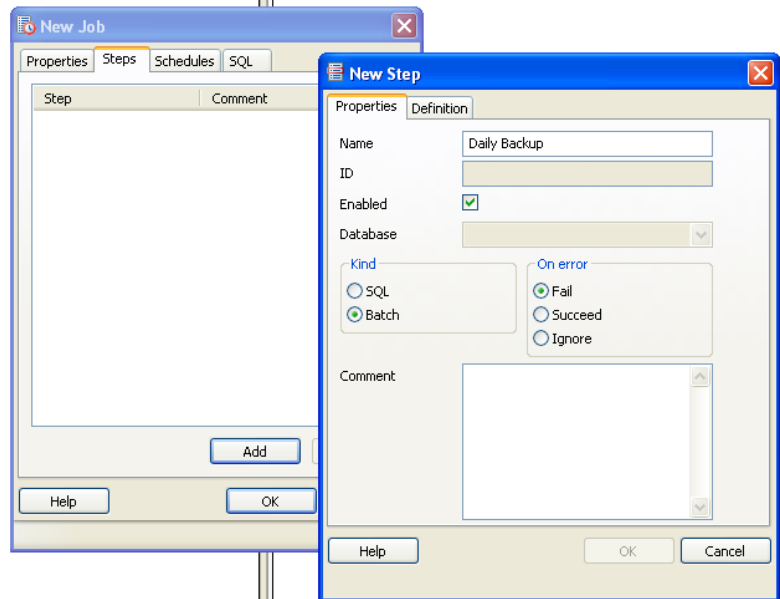 New Job
Properties Steps Schedules SQL
Step Comment
Add
Help OK
New Step
Properties Definition
Name Daily Backup
ID
Enabled
Database
Kind On error
SQL Fail
Batch Succeed
Ignore
Comment
Help OK Cancel